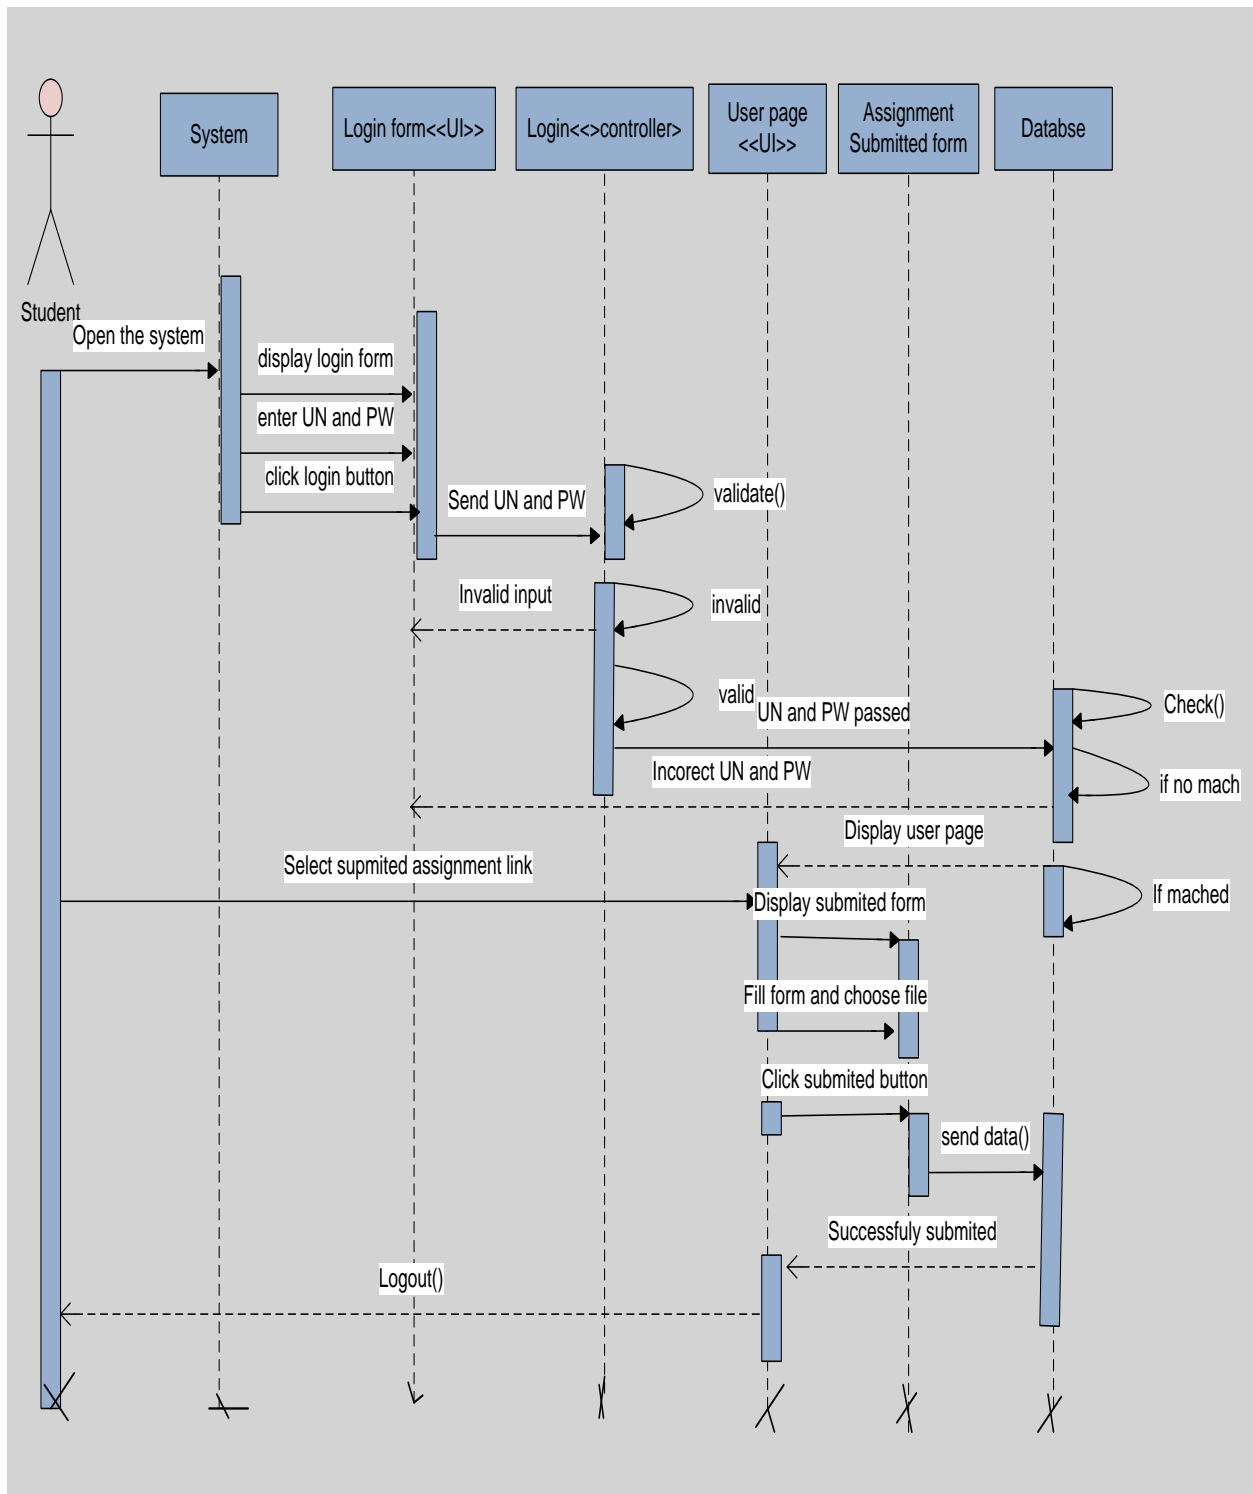 System
Login form<<UI>>
Login<<>controller>
User page
<<UI>>
Assignment
Submitted form
Databse
Student
Open the system
display login form
enter UN and PW
click login button
Send UN and PW
validate()
Invalid input
invalid
valid
UN and PW passed
Check()
Incorect UN and PW
if no mach
Display user page
Select supmited assignment link
If mached
Display submited form
Fill form and choose file
Click submited button
send data()
Successfuly submited
Logout()